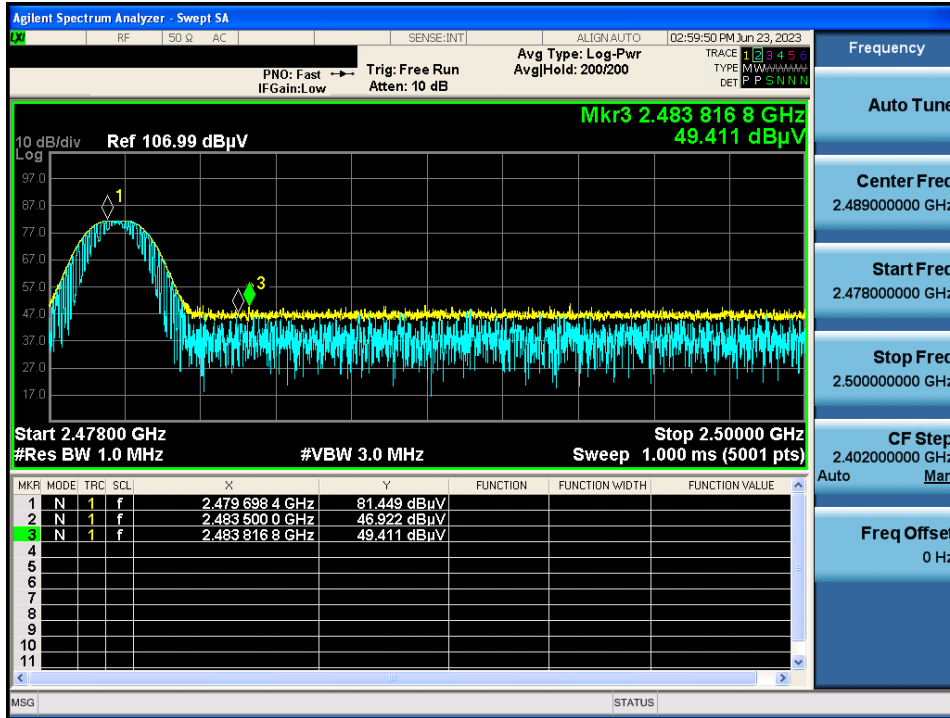 Agilent Spectrum Analyzer - Swept SA
LXI RF 50 Ω AC SENSE:INT ALIGN AUTO 02:59:50 PM Jun 23, 2023
PNO: Fast
IFGain:Low
Trig: Free Run
Atten: 10 dB
Avg Type: Log-Pwr
Avg|Hold: 200/200
TRACE 1 2 3 4 5 6
TYPE M W W W W W
DET P P S N N N
Mkr3 2.483 816 8 GHz
49.411 dBµV
10 dB/div Ref 106.99 dBµV
Log
97.0
87.0
77.0
67.0
57.0
47.0
37.0
27.0
17.0
1
3
Start 2.47800 GHz Stop 2.50000 GHz
#Res BW 1.0 MHz #VBW 3.0 MHz Sweep 1.000 ms (5001 pts)
MKR MODE TRC SCL X Y FUNCTION FUNCTION WIDTH FUNCTION VALUE
1 N 1 f 2.479 698 4 GHz 81.449 dBµV
2 N 1 f 2.483 500 0 GHz 46.922 dBµV
3 N 1 f 2.483 816 8 GHz 49.411 dBµV
4
5
6
7
8
9
10
11
MSG STATUS
Frequency
Auto Tune
Center Freq
2.489000000 GHz
Start Freq
2.478000000 GHz
Stop Freq
2.500000000 GHz
CF Step
2.402000000 GHz
Auto Man
Freq Offset
0 Hz